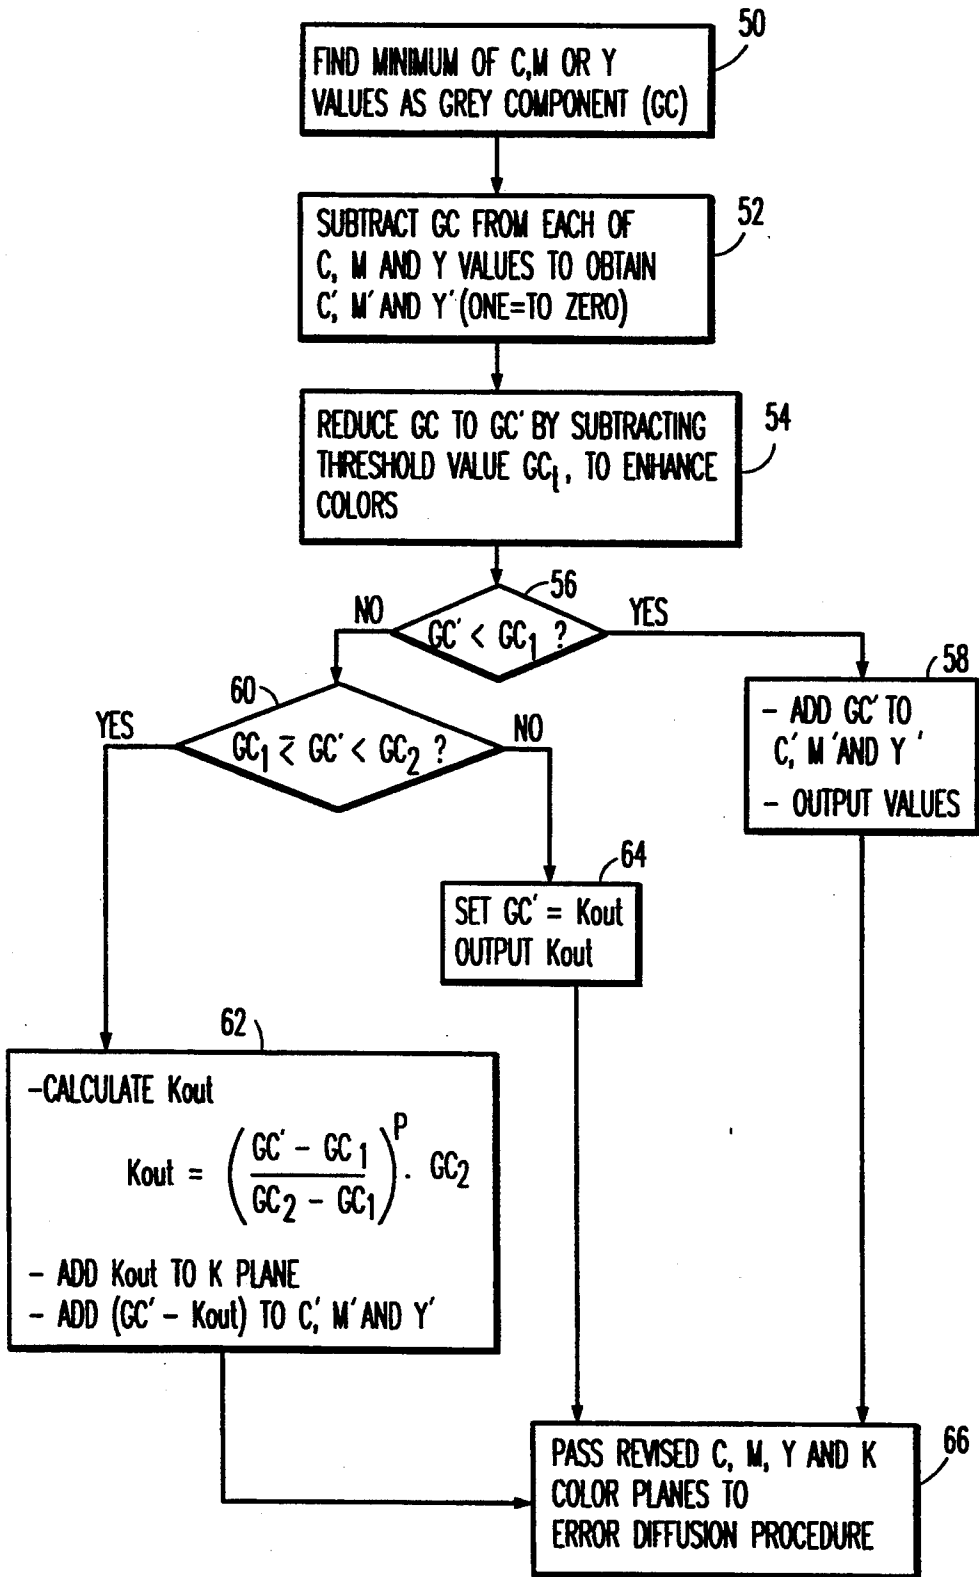 50
FIND MINIMUM OF C,M OR Y
VALUES AS GREY COMPONENT (GC)
52
SUBTRACT GC FROM EACH OF
C, M AND Y VALUES TO OBTAIN
C', M' AND Y' (ONE=TO ZERO)
54
REDUCE GC TO GC' BY SUBTRACTING
THRESHOLD VALUE GCt, TO ENHANCE
COLORS
56
NO
GC' < GC1 ?
YES
58
- ADD GC' TO
C', M' AND Y'
- OUTPUT VALUES
60
YES
GC1 ≤ GC' < GC2 ?
NO
64
SET GC' = Kout
OUTPUT Kout
62
-CALCULATE Kout
Kout = ((GC' - GC1)/(GC2 - GC1))^P · GC2
- ADD Kout TO K PLANE
- ADD (GC' - Kout) TO C', M' AND Y'
66
PASS REVISED C, M, Y AND K
COLOR PLANES TO
ERROR DIFFUSION PROCEDURE